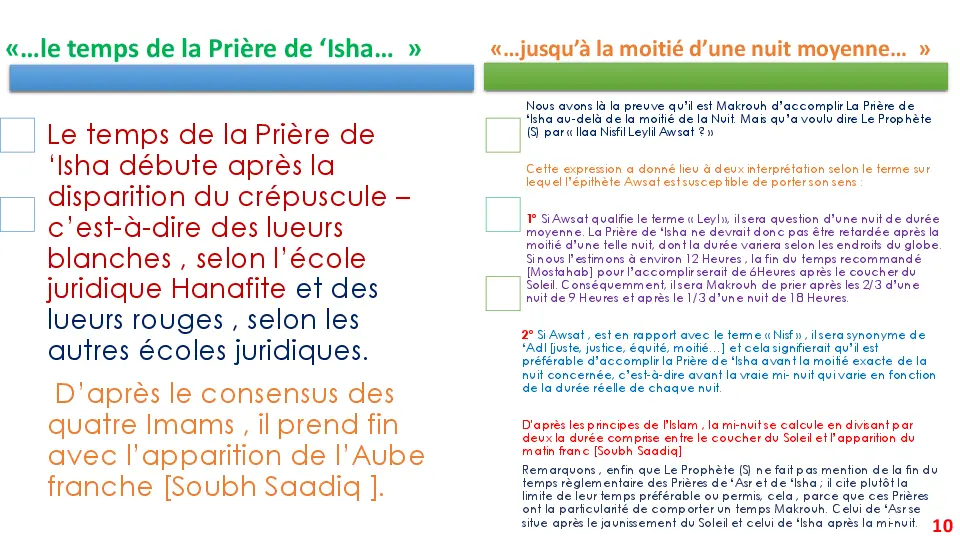 «…le temps de la Prière de ‘Isha… »
Le temps de la Prière de
‘Isha débute après la
disparition du crépuscule –
c’est-à-dire des lueurs
blanches , selon l’école
juridique Hanafite et des
lueurs rouges , selon les
autres écoles juridiques.
D’après le consensus des
quatre Imams , il prend fin
avec l’apparition de l’Aube
franche [Soubh Saadiq ].
«…jusqu’à la moitié d’une nuit moyenne… »
Nous avons là la preuve qu’il est Makrouh d’accomplir La Prière de
‘Isha au-delà de la moitié de la Nuit. Mais qu’a voulu dire Le Prophète
(S) par « Ilaa Nisfil Leylil Awsat ? »
Cette expression a donné lieu à deux interprétation selon le terme sur
lequel l’épithète Awsat est susceptible de porter son sens :
1° Si Awsat qualifie le terme « Leyl », il sera question d’une nuit de durée
moyenne. La Prière de ‘Isha ne devrait donc pas être retardée après la
moitié d’une telle nuit, dont la durée variera selon les endroits du globe.
Si nous l’estimons à environ 12 Heures , la fin du temps recommandé
[Mostahab] pour l’accomplir serait de 6Heures après le coucher du
Soleil. Conséquemment, il sera Makrouh de prier après les 2/3 d’une
nuit de 9 Heures et après le 1/3 d’une nuit de 18 Heures.
2° Si Awsat , est en rapport avec le terme « Nisf » , il sera synonyme de
‘Adl [juste, justice, équité, moitié…] et cela signifierait qu’il est
préférable d’accomplir la Prière de ‘Isha avant la moitié exacte de la
nuit concernée, c’est-à-dire avant la vraie mi- nuit qui varie en fonction
de la durée réelle de chaque nuit.
D’après les principes de l’Islam , la mi-nuit se calcule en divisant par
deux la durée comprise entre le coucher du Soleil et l’apparition du
matin franc [Soubh Saadiq]
Remarquons , enfin que Le Prophète (S) ne fait pas mention de la fin du
temps règlementaire des Prières de ‘Asr et de ‘Isha ; il cite plutôt la
limite de leur temps préférable ou permis, cela , parce que ces Prières
ont la particularité de comporter un temps Makrouh. Celui de ‘Asr se
situe après le jaunissement du Soleil et celui de ‘Isha après la mi-nuit.
10